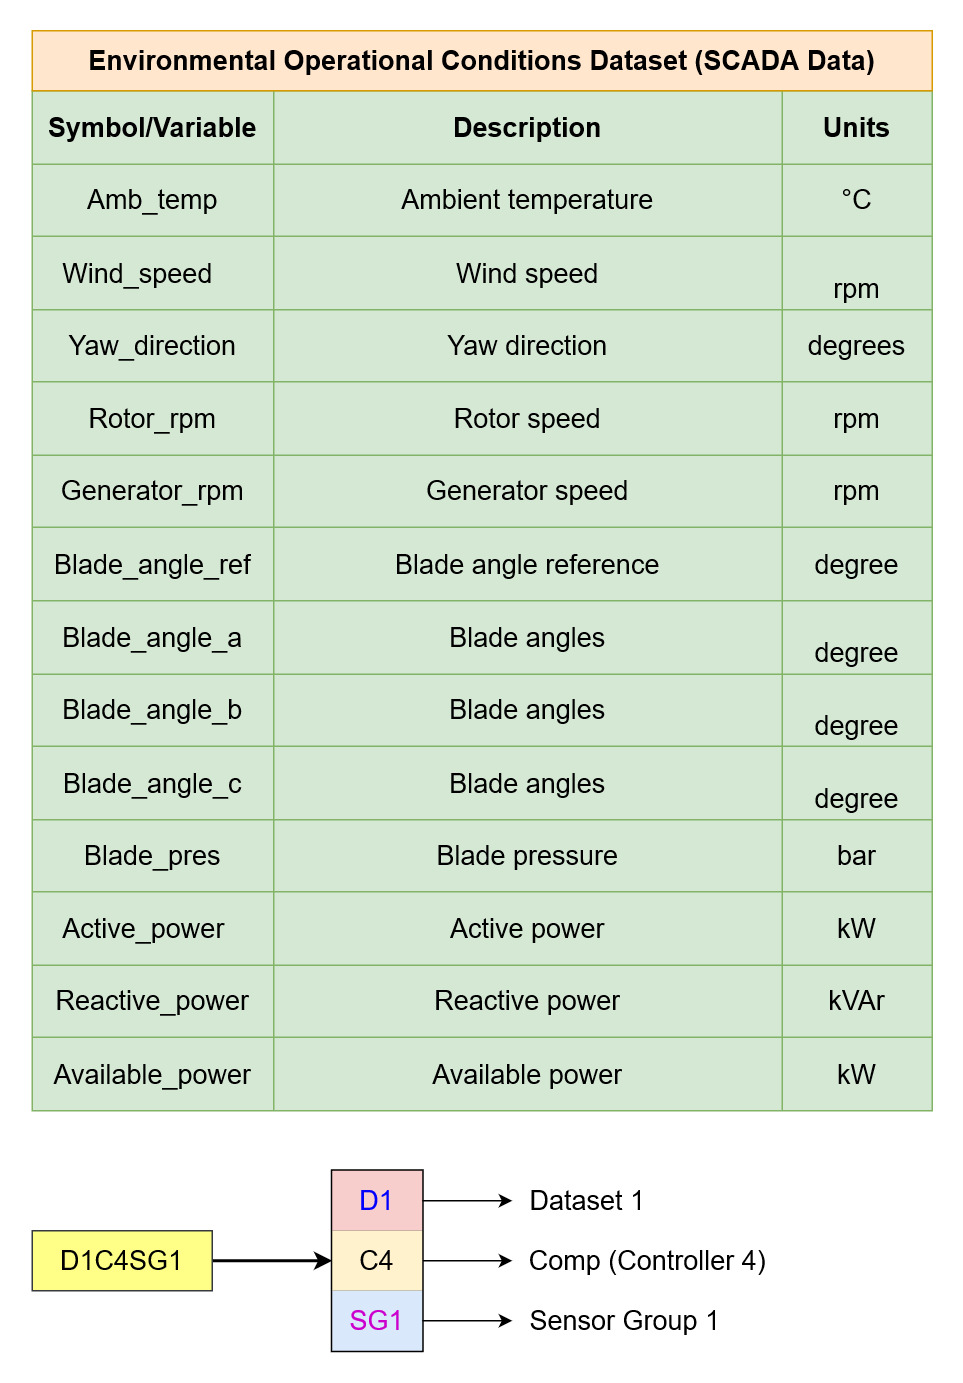 Environmental Operational Conditions Dataset (SCADA Data)
Symbol/Variable Description Units
Amb_temp Ambient temperature °C
Wind_speed Wind speed rpm
Yaw_direction Yaw direction degrees
Rotor_rpm Rotor speed rpm
Generator_rpm Generator speed rpm
Blade_angle_ref Blade angle reference degree
Blade_angle_a Blade angles degree
Blade_angle_b Blade angles degree
Blade_angle_c Blade angles degree
Blade_pres Blade pressure bar
Active_power Active power kW
Reactive_power Reactive power kVAr
Available_power Available power kW
D1 Dataset 1
D1C4SG1 C4 Comp (Controller 4)
SG1 Sensor Group 1